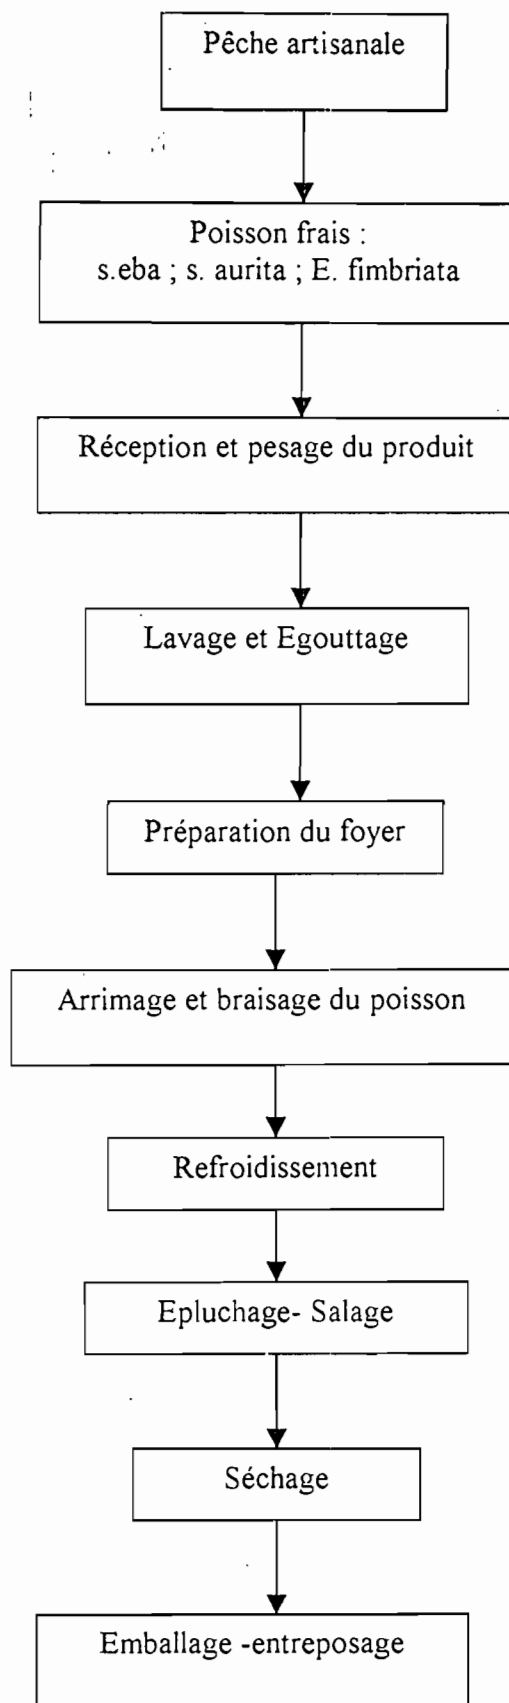 Pêche artisanale
Poisson frais :
s.eba ; s. aurita ; E. fimbriata
Réception et pesage du produit
Lavage et Egouttage
Préparation du foyer
Arrimage et braisage du poisson
Refroidissement
Epluchage- Salage
Séchage
Emballage -entreposage